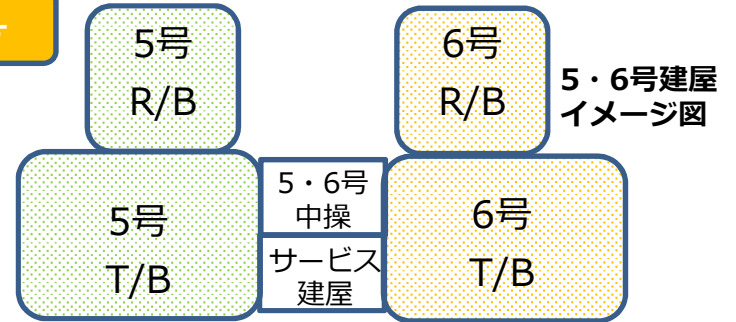 5号
R/B
6号
R/B
5・6号建屋
イメージ図
5号
T/B
5・6号
中操
サービス
建屋
6号
T/B